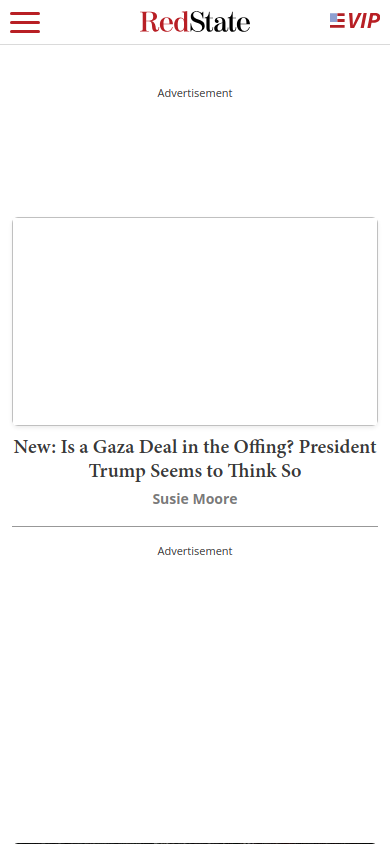 RedState
VIP
Advertisement
New: Is a Gaza Deal in the Offing? President
Trump Seems to Think So
Susie Moore
Advertisement